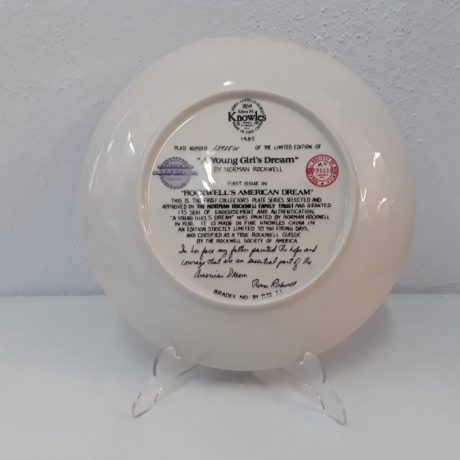 Edwin M.
Knowles
1985
PLATE NUMBER OF THE LIMITED EDITION OF
"A Young Girl's Dream"
BY NORMAN ROCKWELL
FIRST ISSUE IN
"ROCKWELL'S AMERICAN DREAM"
THIS IS THE FIRST COLLECTOR'S PLATE SERIES SELECTED AND
APPROVED BY THE NORMAN ROCKWELL FAMILY TRUST AND GRANTED
ITS SEAL OF ENDORSEMENT AND AUTHENTICATION.
"A YOUNG GIRL'S DREAM" WAS PAINTED BY NORMAN ROCKWELL
IN IT IS MADE IN FINE KNOWLES CHINA IN
AN EDITION STRICTLY LIMITED TO FIRING DAYS,
AND CERTIFIED AS A TRUE ROCKWELL CLASSIC
BY THE ROCKWELL SOCIETY OF AMERICA
In her face my father painted the hope and
courage that are an essential part of the
American Dream
Rockwell
BRADEX NO.